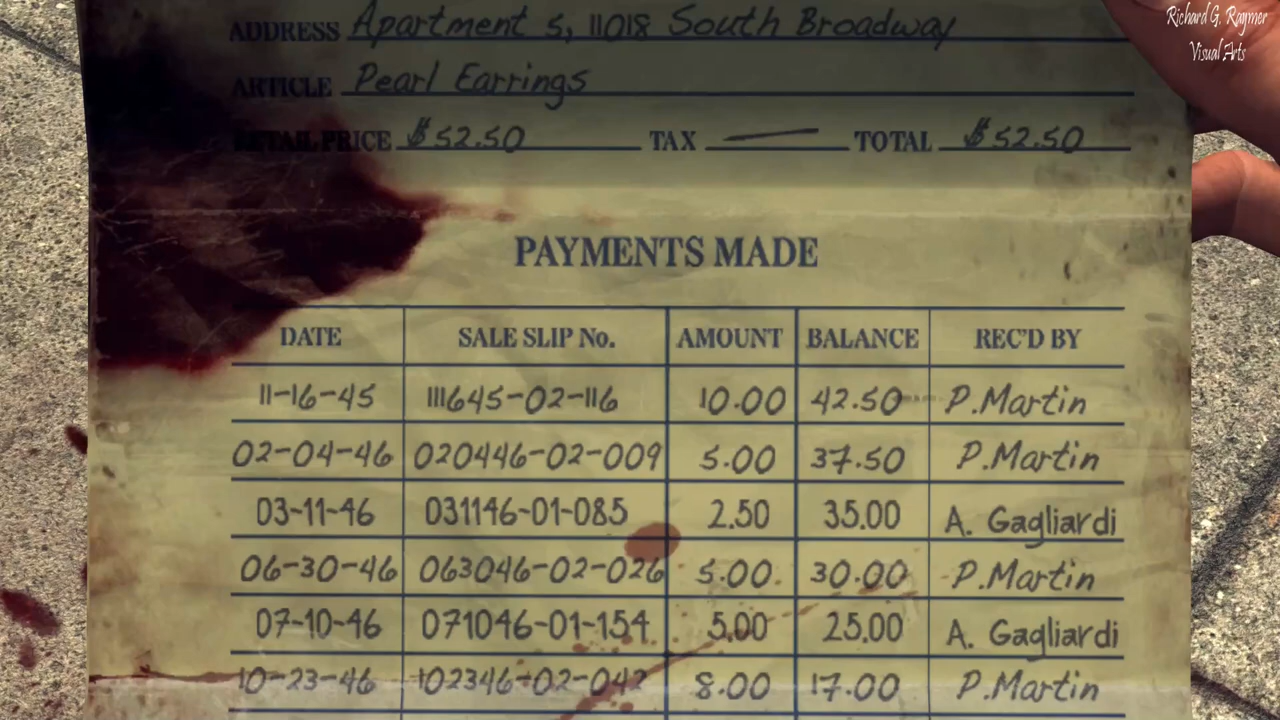 Richard G. Raymer
Visual Arts
ADDRESS Apartment 5, 11018 South Broadway
ARTICLE Pearl Earrings
RETAIL PRICE $52.50 TAX — TOTAL $52.50
PAYMENTS MADE
DATE SALE SLIP No. AMOUNT BALANCE REC'D BY
11-16-45 111645-02-116 10.00 42.50 P.Martin
02-04-46 020446-02-009 5.00 37.50 P.Martin
03-11-46 031146-01-085 2.50 35.00 A. Gagliardi
06-30-46 063046-02-026 5.00 30.00 P.Martin
07-10-46 071046-01-154 5.00 25.00 A. Gagliardi
10-23-46 102346-02-042 8.00 17.00 P.Martin